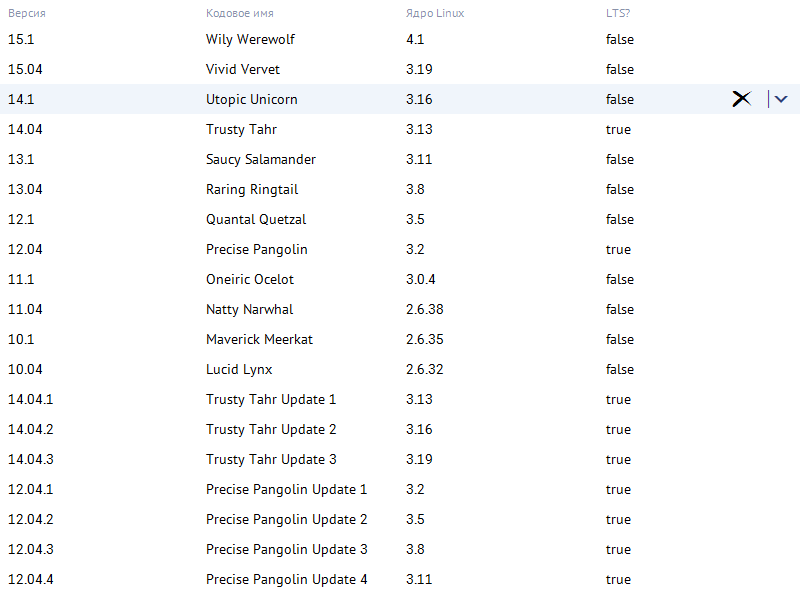 Версия Кодовое имя Ядро Linux LTS?
15.1 Wily Werewolf 4.1 false
15.04 Vivid Vervet 3.19 false
14.1 Utopic Unicorn 3.16 false
14.04 Trusty Tahr 3.13 true
13.1 Saucy Salamander 3.11 false
13.04 Raring Ringtail 3.8 false
12.1 Quantal Quetzal 3.5 false
12.04 Precise Pangolin 3.2 true
11.1 Oneiric Ocelot 3.0.4 false
11.04 Natty Narwhal 2.6.38 false
10.1 Maverick Meerkat 2.6.35 false
10.04 Lucid Lynx 2.6.32 false
14.04.1 Trusty Tahr Update 1 3.13 true
14.04.2 Trusty Tahr Update 2 3.16 true
14.04.3 Trusty Tahr Update 3 3.19 true
12.04.1 Precise Pangolin Update 1 3.2 true
12.04.2 Precise Pangolin Update 2 3.5 true
12.04.3 Precise Pangolin Update 3 3.8 true
12.04.4 Precise Pangolin Update 4 3.11 true